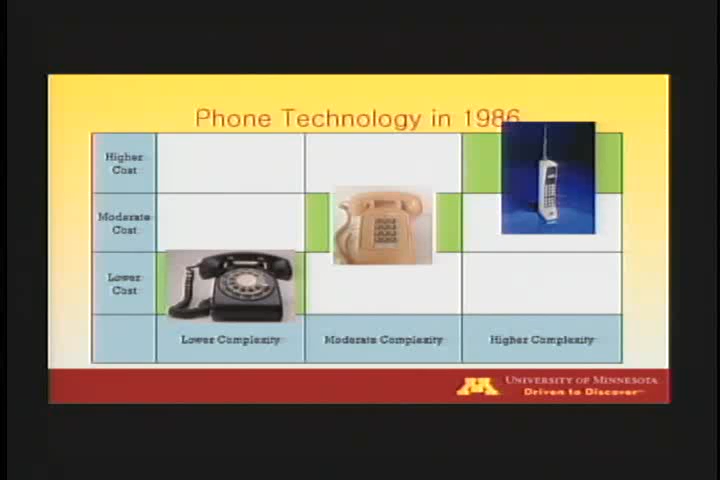 Phone Technology in 1986
Higher
Cost
Moderate
Cost
Lower
Cost
Lower Complexity
Moderate Complexity
Higher Complexity
UNIVERSITY OF MINNESOTA
Driven to Discover